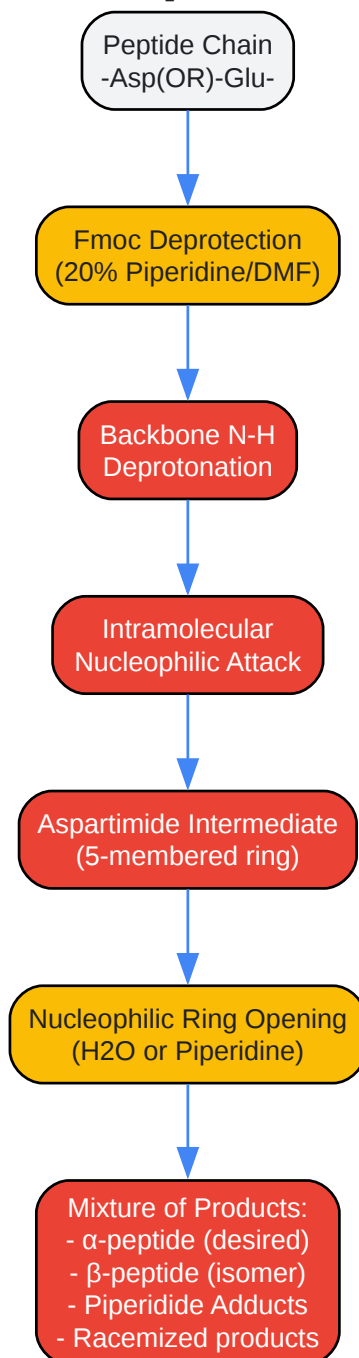 Peptide Chain
-Asp(OR)-Glu-
Fmoc Deprotection
(20% Piperidine/DMF)
Backbone N-H
Deprotonation
Intramolecular
Nucleophilic Attack
Aspartimide Intermediate
(5-membered ring)
Nucleophilic Ring Opening
(H2O or Piperidine)
Mixture of Products:
- α-peptide (desired)
- β-peptide (isomer)
- Piperidide Adducts
- Racemized products